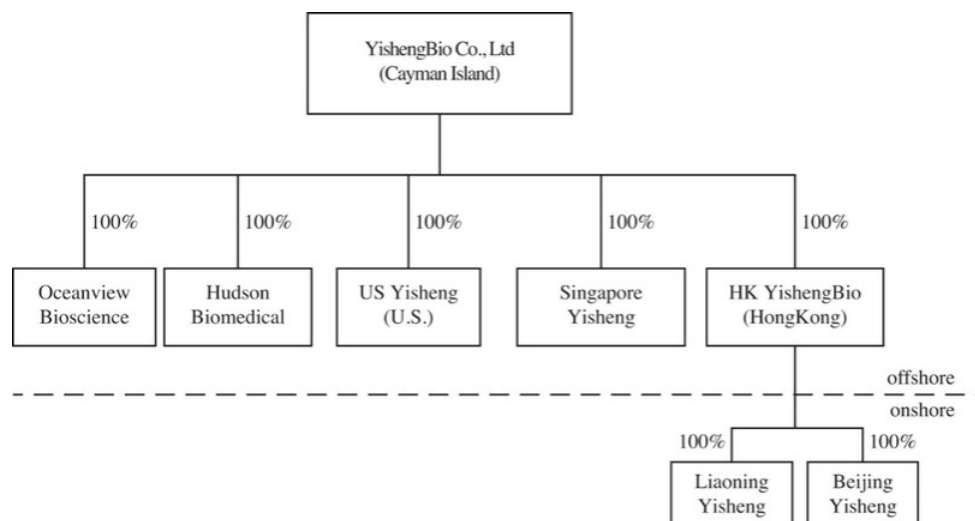 YishengBio Co., Ltd
(Cayman Island)
100%
100%
100%
100%
100%
Oceanview
Bioscience
Hudson
Biomedical
US Yisheng
(U.S.)
Singapore
Yisheng
HK YishengBio
(HongKong)
offshore
onshore
100%
100%
Liaoning
Yisheng
Beijing
Yisheng